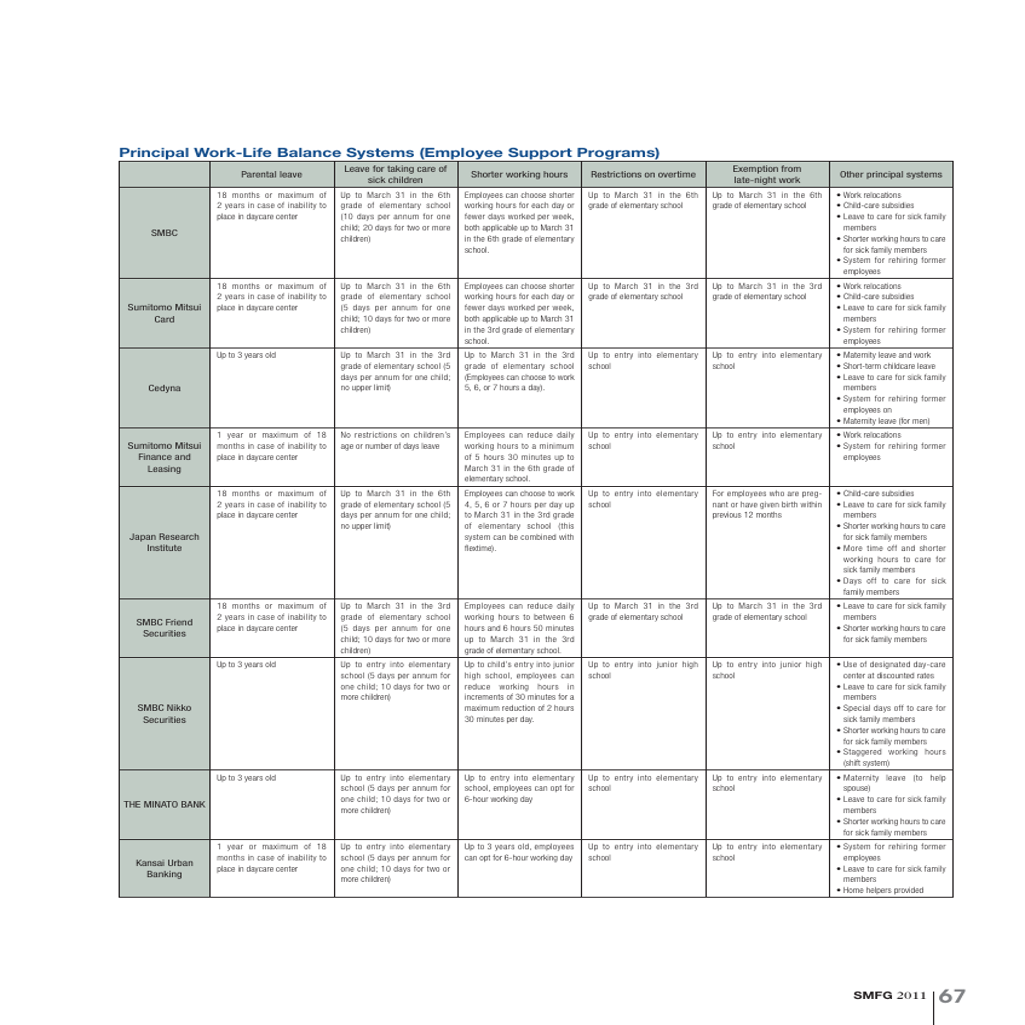 Principal Work-Life Balance Systems (Employee Support Programs)
Parental leave
Leave for taking care of
sick children
Shorter working hours
Restrictions on overtime
Exemption from
late-night work
Other principal systems
SMBC
18 months or maximum of
2 years in case of inability to
place in daycare center
Up to March 31 in the 6th
grade of elementary school
(10 days per annum for one
child; 20 days for two or more
children)
Employees can choose shorter
working hours for each day or
fewer days worked per week,
both applicable up to March 31
in the 6th grade of elementary
school.
Up to March 31 in the 6th
grade of elementary school
Up to March 31 in the 6th
grade of elementary school
• Work relocations
• Child-care subsidies
• Leave to care for sick family
members
• Shorter working hours to care
for sick family members
• System for rehiring former
employees
Sumitomo Mitsui
Card
18 months or maximum of
2 years in case of inability to
place in daycare center
Up to March 31 in the 6th
grade of elementary school
(5 days per annum for one
child; 10 days for two or more
children)
Employees can choose shorter
working hours for each day or
fewer days worked per week,
both applicable up to March 31
in the 3rd grade of elementary
school.
Up to March 31 in the 3rd
grade of elementary school
Up to March 31 in the 3rd
grade of elementary school
• Work relocations
• Child-care subsidies
• Leave to care for sick family
members
• System for rehiring former
employees
Cedyna
Up to 3 years old
Up to March 31 in the 3rd
grade of elementary school (5
days per annum for one child;
no upper limit)
Up to March 31 in the 3rd
grade of elementary school
(Employees can choose to work
5, 6, or 7 hours a day).
Up to entry into elementary
school
Up to entry into elementary
school
• Maternity leave and work
• Short-term childcare leave
• Leave to care for sick family
members
• System for rehiring former
employees on
• Maternity leave (for men)
Sumitomo Mitsui
Finance and
Leasing
1 year or maximum of 18
months in case of inability to
place in daycare center
No restrictions on children's
age or number of days leave
Employees can reduce daily
working hours to a minimum
of 5 hours 30 minutes up to
March 31 in the 6th grade of
elementary school.
Up to entry into elementary
school
Up to entry into elementary
school
• Work relocations
• System for rehiring former
employees
Japan Research
Institute
18 months or maximum of
2 years in case of inability to
place in daycare center
Up to March 31 in the 6th
grade of elementary school (5
days per annum for one child;
no upper limit)
Employees can choose to work
4, 5, 6 or 7 hours per day up
to March 31 in the 3rd grade
of elementary school (this
system can be combined with
flextime).
Up to entry into elementary
school
For employees who are preg-
nant or have given birth within
previous 12 months
• Child-care subsidies
• Leave to care for sick family
members
• Shorter working hours to care
for sick family members
• More time off and shorter
working hours to care for
sick family members
• Days off to care for sick
family members
SMBC Friend
Securities
18 months or maximum of
2 years in case of inability to
place in daycare center
Up to March 31 in the 3rd
grade of elementary school
(5 days per annum for one
child; 10 days for two or more
children)
Employees can reduce daily
working hours to between 6
hours and 6 hours 50 minutes
up to March 31 in the 3rd
grade of elementary school.
Up to March 31 in the 3rd
grade of elementary school
Up to March 31 in the 3rd
grade of elementary school
• Leave to care for sick family
members
• Shorter working hours to care
for sick family members
SMBC Nikko
Securities
Up to 3 years old
Up to entry into elementary
school (5 days per annum for
one child; 10 days for two or
more children)
Up to child's entry into junior
high school, employees can
reduce working hours in
increments of 30 minutes for a
maximum reduction of 2 hours
30 minutes per day.
Up to entry into junior high
school
Up to entry into junior high
school
• Use of designated day-care
center at discounted rates
• Leave to care for sick family
members
• Special days off to care for
sick family members
• Shorter working hours to care
for sick family members
• Staggered working hours
(shift system)
THE MINATO BANK
Up to 3 years old
Up to entry into elementary
school (5 days per annum for
one child; 10 days for two or
more children)
Up to entry into elementary
school, employees can opt for
6-hour working day
Up to entry into elementary
school
Up to entry into elementary
school
• Maternity leave (to help
spouse)
• Leave to care for sick family
members
• Shorter working hours to care
for sick family members
Kansai Urban
Banking
1 year or maximum of 18
months in case of inability to
place in daycare center
Up to entry into elementary
school (5 days per annum for
one child; 10 days for two or
more children)
Up to 3 years old, employees
can opt for 6-hour working day
Up to entry into elementary
school
Up to entry into elementary
school
• System for rehiring former
employees
• Leave to care for sick family
members
• Home helpers provided
SMFG 2011 67